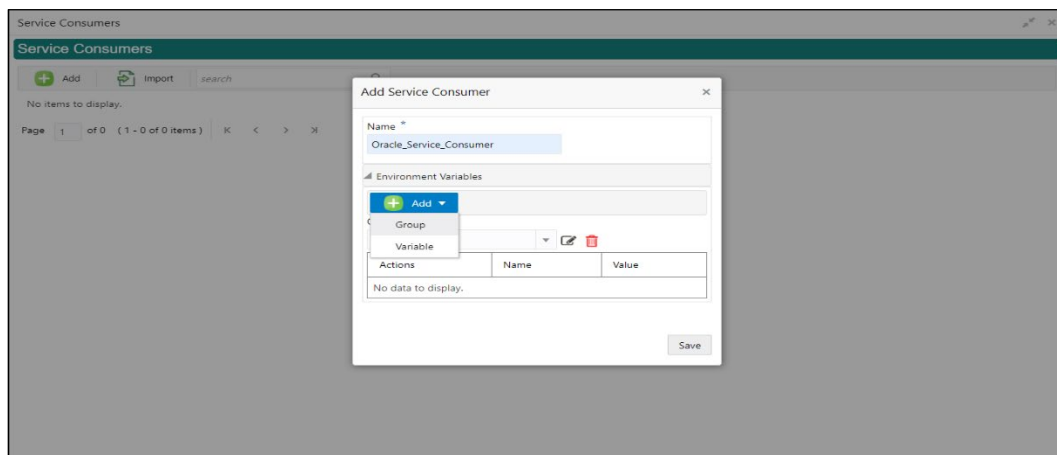 Service Consumers
Service Consumers
Add Import search
No items to display.
Page 1 of 0 (1 - 0 of 0 items)
Add Service Consumer
Name *
Oracle_Service_Consumer
Environment Variables
Add
Group
Variable
Actions Name Value
No data to display.
Save